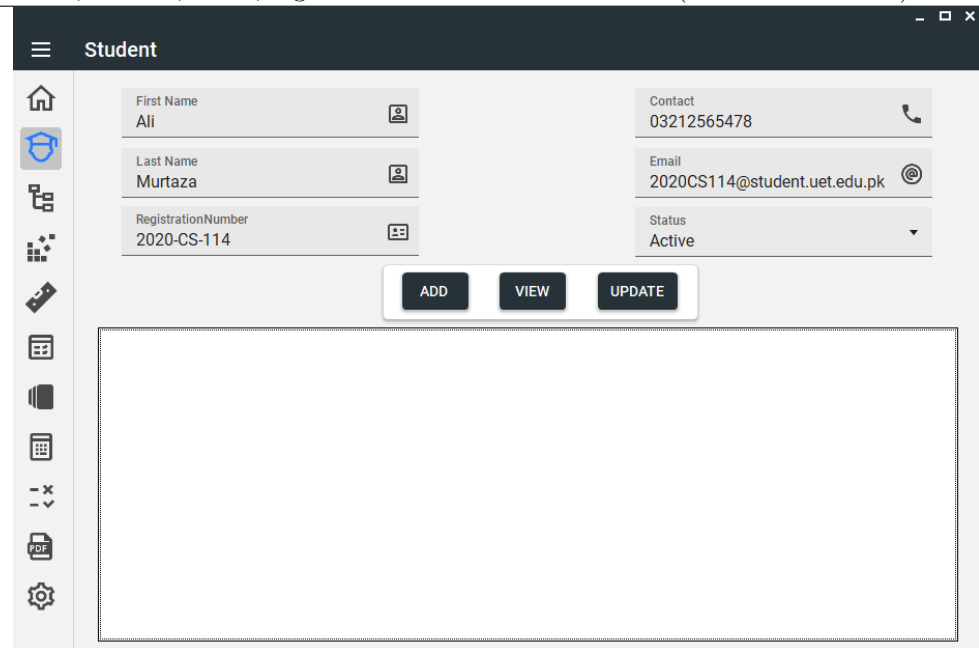 Student
First Name
Ali
Contact
03212565478
Last Name
Murtaza
Email
2020CS114@student.uet.edu.pk
RegistrationNumber
2020-CS-114
Status
Active
ADD VIEW UPDATE
PDF